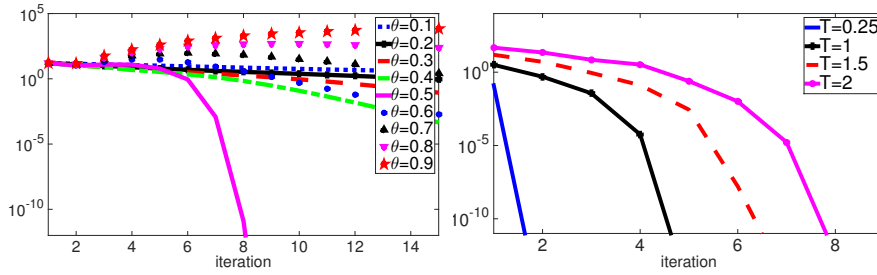 10^5
10^0
10^-5
10^-10
2 4 6 8 10 12 14
iteration
θ=0.1
θ=0.2
θ=0.3
θ=0.4
θ=0.5
θ=0.6
θ=0.7
θ=0.8
θ=0.9
10^0
10^-5
10^-10
2 4 6 8
iteration
T=0.25
T=1
T=1.5
T=2